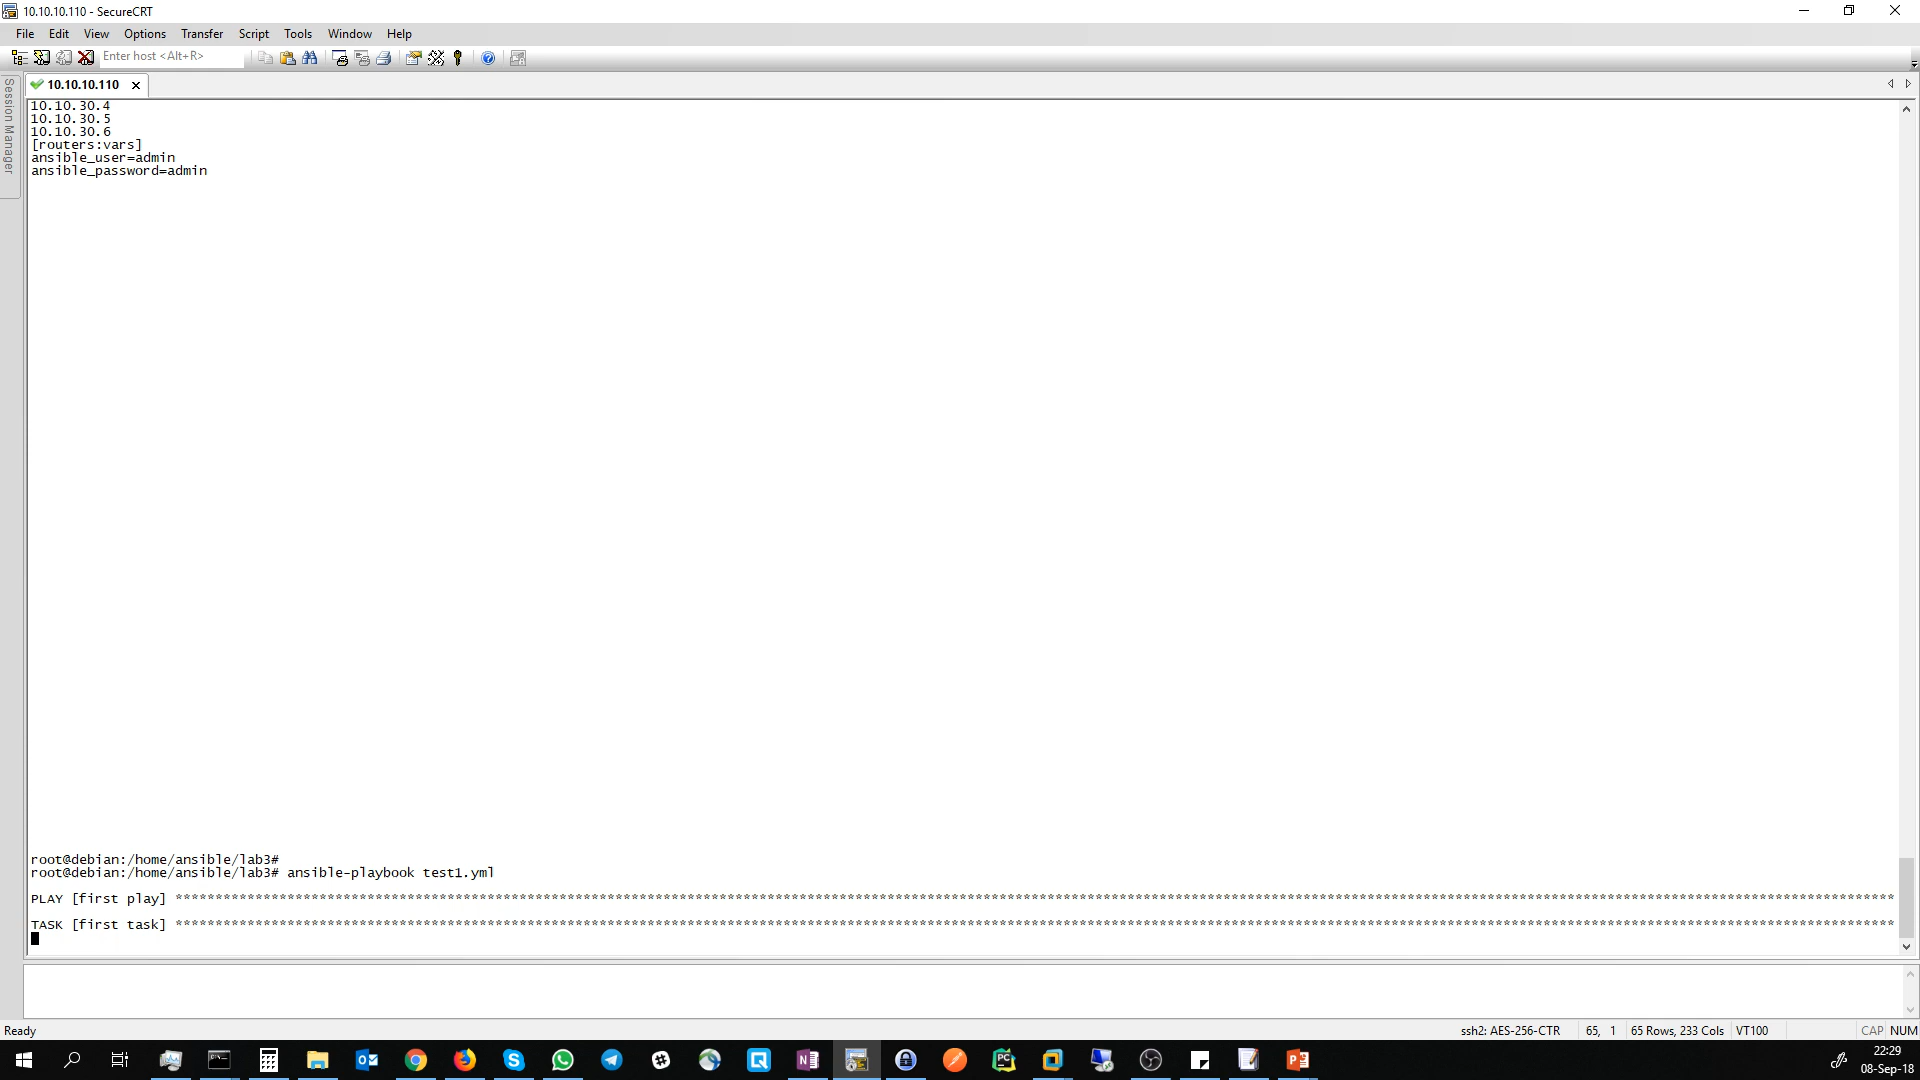 10.10.10.110 - SecureCRT
File Edit View Options Transfer Script Tools Window Help
Enter host <Alt+R>
10.10.10.110
Session Manager
10.10.30.4
10.10.30.5
10.10.30.6
[routers:vars]
ansible_user=admin
ansible_password=admin
root@debian:/home/ansible/lab3#
root@debian:/home/ansible/lab3# ansible-playbook test1.yml
PLAY [first play] ***********************************************************************************************************************************************************************************************************************
TASK [first task] ***********************************************************************************************************************************************************************************************************************
Ready
ssh2: AES-256-CTR 65, 1 65 Rows, 233 Cols VT100 CAP NUM
22:29
08-Sep-18